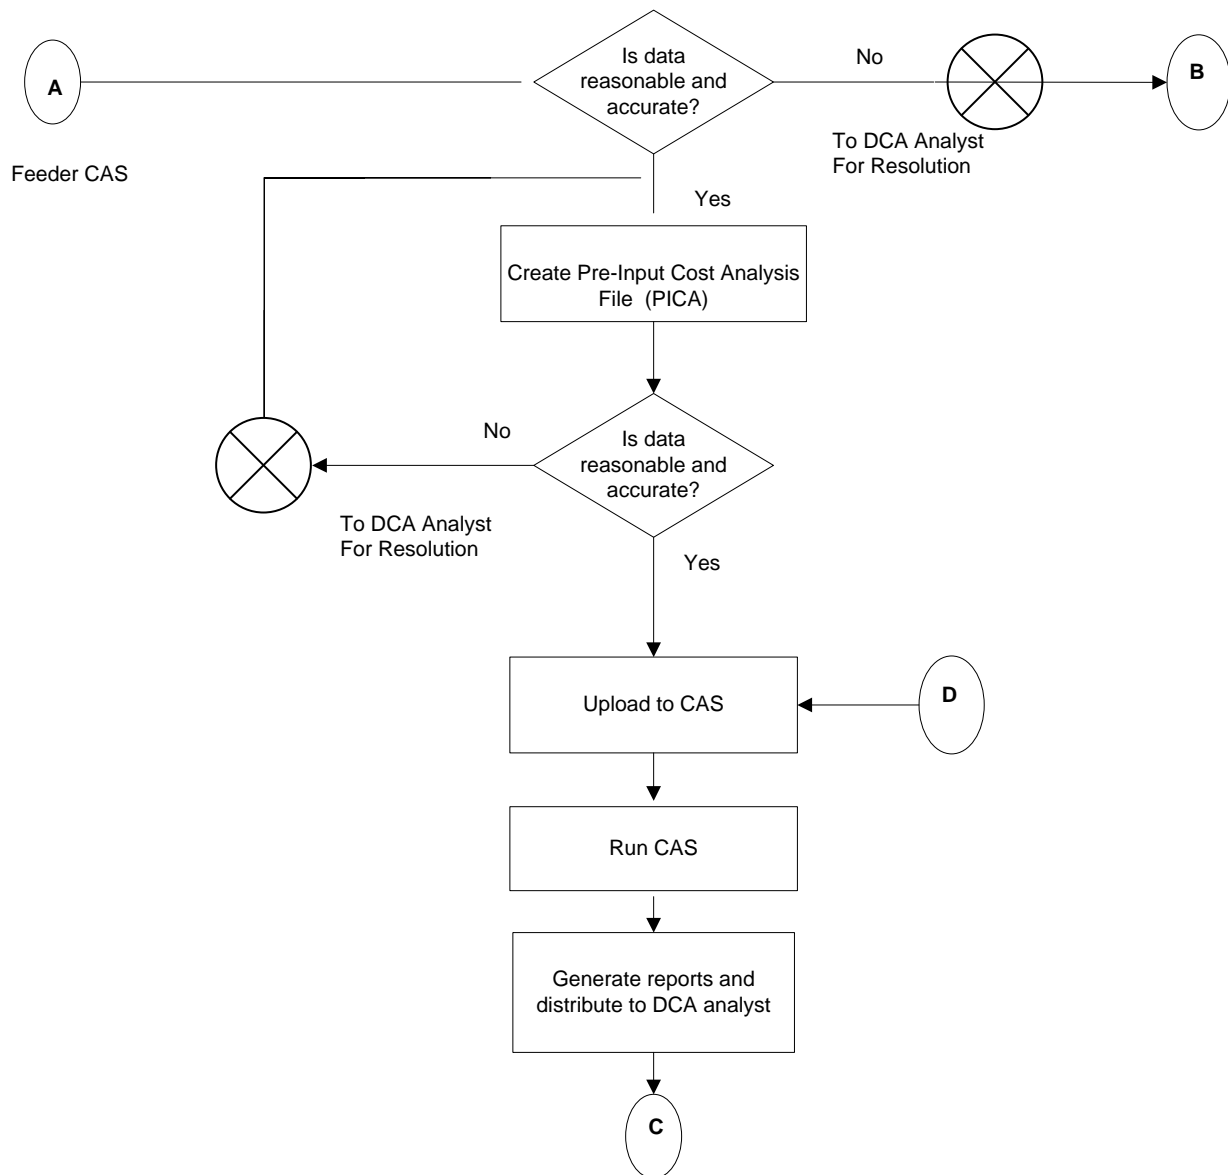 A
Is data
reasonable and
accurate?
No
B
To DCA Analyst
For Resolution
Feeder CAS
Yes
Create Pre-Input Cost Analysis
File (PICA)
Is data
reasonable and
accurate?
No
To DCA Analyst
For Resolution
Yes
Upload to CAS
D
Run CAS
Generate reports and
distribute to DCA analyst
C